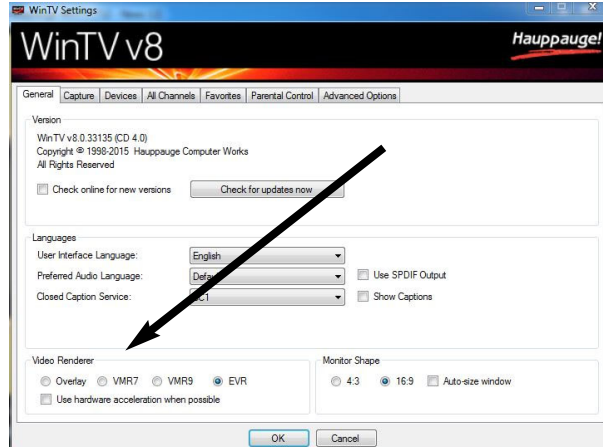 WinTV Settings
WinTV v8
Hauppauge!
General Capture Devices All Channels Favorites Parental Control Advanced Options
Version
WinTV v8.0.33135 (CD 4.0)
Copyright © 1998-2015 Hauppauge Computer Works
All Rights Reserved
Check online for new versions Check for updates now
Languages
User Interface Language: English
Preferred Audio Language: Use SPDIF Output
Closed Caption Service: Show Captions
Video Renderer Monitor Shape
Overlay VMR7 VMR9 EVR 4:3 16:9 Auto-size window
Use hardware acceleration when possible
OK Cancel